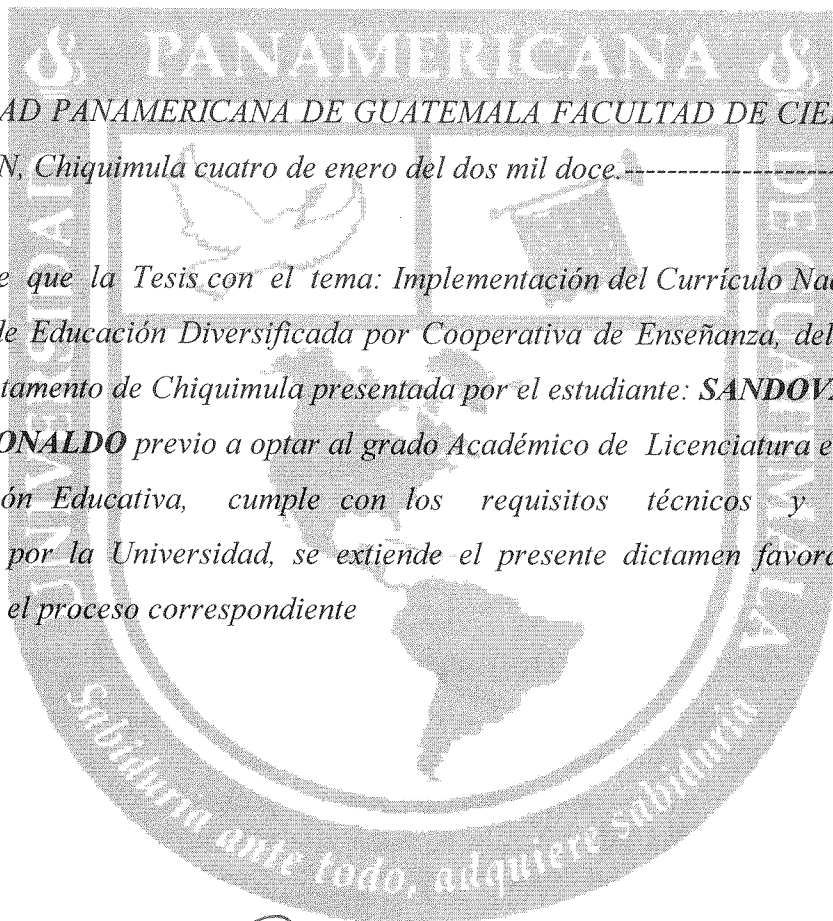 PANAMERICANA
UNIVERSIDAD
DE GUATEMALA
AD PANAMERICANA DE GUATEMALA FACULTAD DE CIE
N, Chiquimula cuatro de enero del dos mil doce.--------------------
e que la Tesis con el tema: Implementación del Currículo Na
de Educación Diversificada por Cooperativa de Enseñanza, del
tamento de Chiquimula presentada por el estudiante: SANDOV
ONALDO previo a optar al grado Académico de Licenciatura e
ón Educativa, cumple con los requisitos técnicos y
por la Universidad, se extiende el presente dictamen favor
el proceso correspondiente
Sabiduría ante todo, adquiere sabiduría